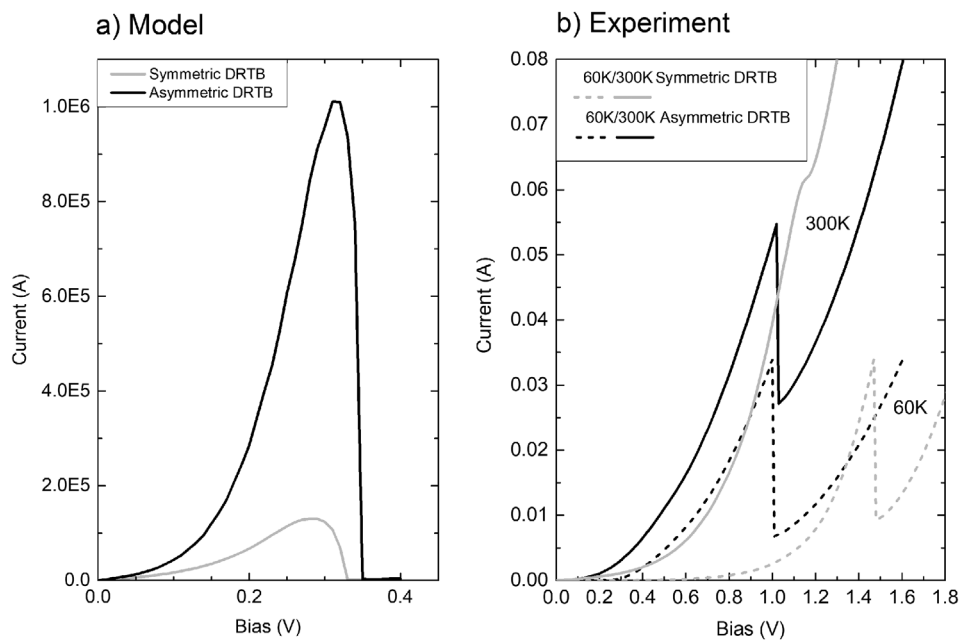 a) Model
Symmetric DRTB
Asymmetric DRTB
1.0E6
8.0E5
6.0E5
4.0E5
2.0E5
0.0
0.0 0.2 0.4
Current (A)
Bias (V)
b) Experiment
60K/300K Symmetric DRTB
60K/300K Asymmetric DRTB
300K
60K
0.08
0.07
0.06
0.05
0.04
0.03
0.02
0.01
0.00
0.0 0.2 0.4 0.6 0.8 1.0 1.2 1.4 1.6 1.8
Current (A)
Bias (V)